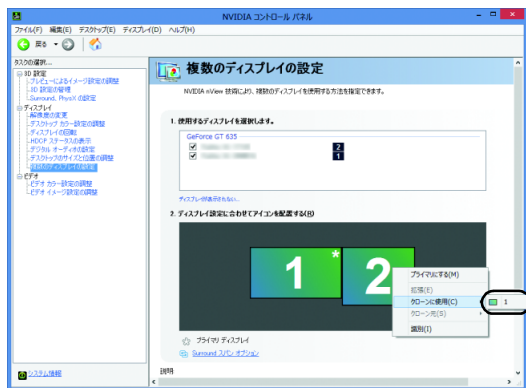 NVIDIA コントロール パネル
ファイル(F) 編集(E) デスクトップ(E) ディスプレイ(D) ヘルプ(H)
戻る
タスクの選択...
3D 設定
プレビューによるイメージ設定の調整
3D 設定の管理
Surround、PhysX の設定
ディスプレイ
解像度の変更
デスクトップ カラー設定の調整
ディスプレイの回転
HDCP ステータスの表示
デジタル オーディオの設定
デスクトップのサイズと位置の調整
複数のディスプレイの設定
ビデオ
ビデオ カラー設定の調整
ビデオ イメージ設定の調整
システム情報
複数のディスプレイの設定
NVIDIA nView 技術により、複数のディスプレイを使用する方法を指定できます。
1. 使用するディスプレイを選択します。
GeForce GT 635
2
1
ディスプレイが表示されない...
2. ディスプレイ設定に合わせてアイコンを配置する(R)
1 *
2
プライマリにする(M)
拡張(E)
クローンに使用(C)
1
クローン元(S)
識別(I)
プライマリ ディスプレイ
Surround スパン オプション
説明